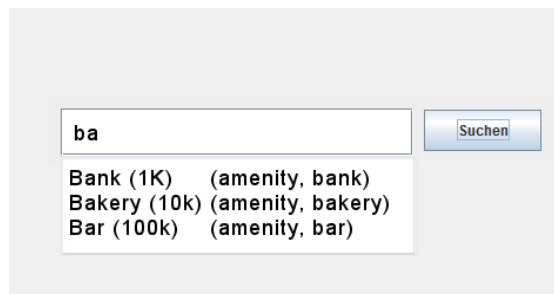 ba
Suchen
Bank (1K) (amenity, bank)
Bakery (10k) (amenity, bakery)
Bar (100k) (amenity, bar)